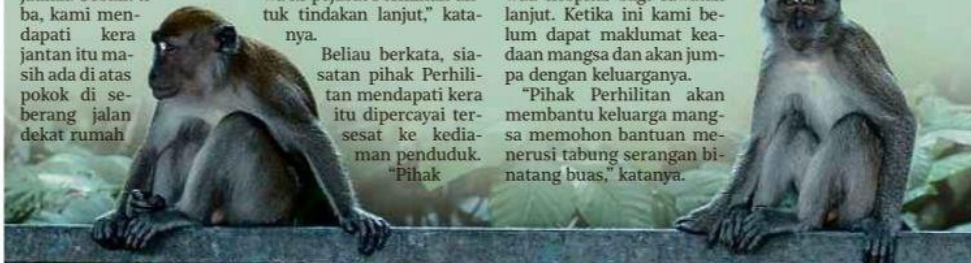 ba, kami men-
dapati kera
jantan itu ma-
sih ada di atas
pokok di se-
berang jalan
dekat rumah
tuk tindakan lanjut,” kata-
nya.
Beliau berkata, sia-
satan pihak Perhili-
tan mendapati kera
itu dipercayai ter-
sesat ke kedia-
man penduduk.
“Pihak
lanjut. Ketika ini kami be-
lum dapat maklumat kea-
daan mangsa dan akan jum-
pa dengan keluarganya.
“Pihak Perhilitan akan
membantu keluarga mang-
sa memohon bantuan me-
nerusi tabung serangan bi-
natang buas,” katanya.